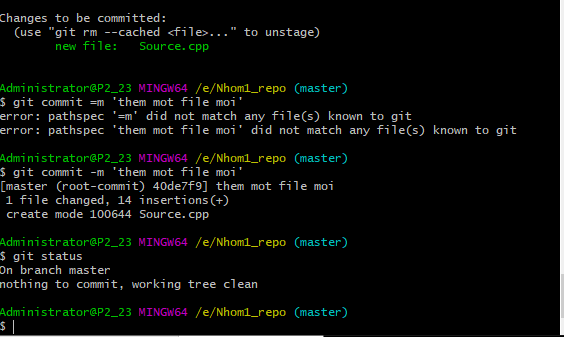 Changes to be committed:
(use "git rm --cached <file>..." to unstage)
new file: Source.cpp
Administrator@P2_23 MINGW64 /e/Nhom1_repo (master)
$ git commit =m 'them mot file moi'
error: pathspec '=m' did not match any file(s) known to git
error: pathspec 'them mot file moi' did not match any file(s) known to git
Administrator@P2_23 MINGW64 /e/Nhom1_repo (master)
$ git commit -m 'them mot file moi'
[master (root-commit) 40de7f9] them mot file moi
1 file changed, 14 insertions(+)
create mode 100644 Source.cpp
Administrator@P2_23 MINGW64 /e/Nhom1_repo (master)
$ git status
On branch master
nothing to commit, working tree clean
Administrator@P2_23 MINGW64 /e/Nhom1_repo (master)
$